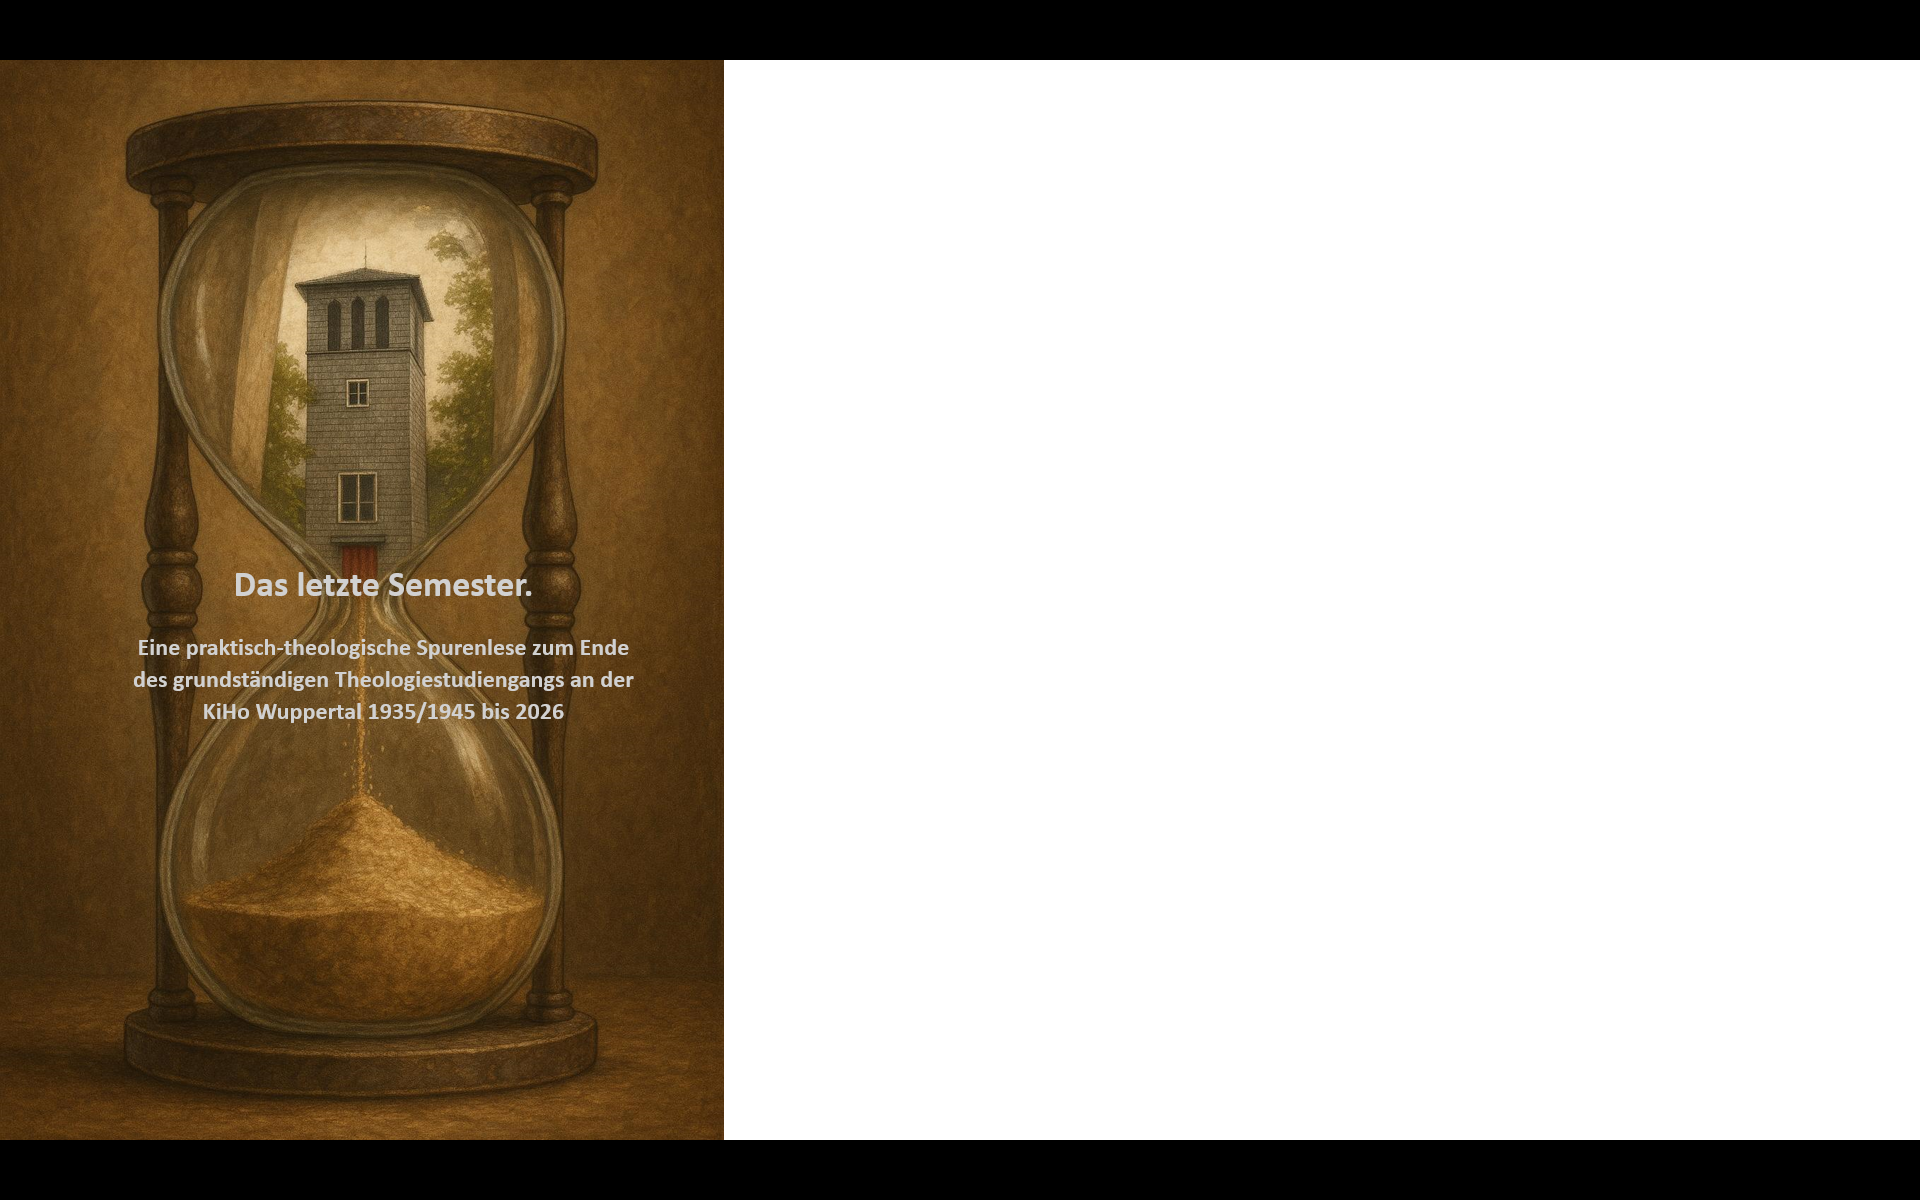 Das letzte Semester.
Eine praktisch-theologische Spurenlese zum Ende
des grundständigen Theologiestudiengangs an der
KiHo Wuppertal 1935/1945 bis 2026